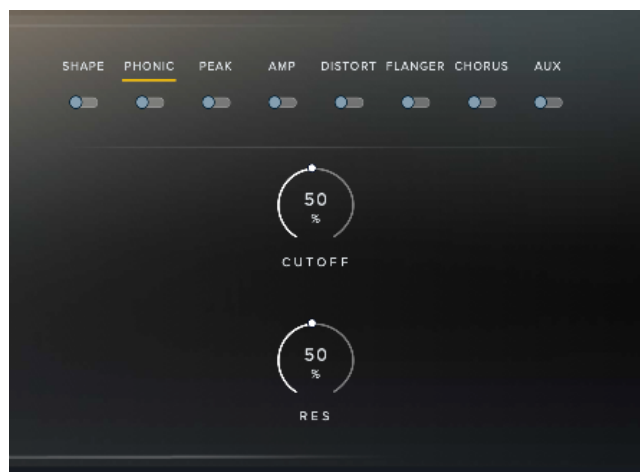 SHAPE PHONIC PEAK AMP DISTORT FLANGER CHORUS AUX
50
%
CUTOFF
50
%
RES